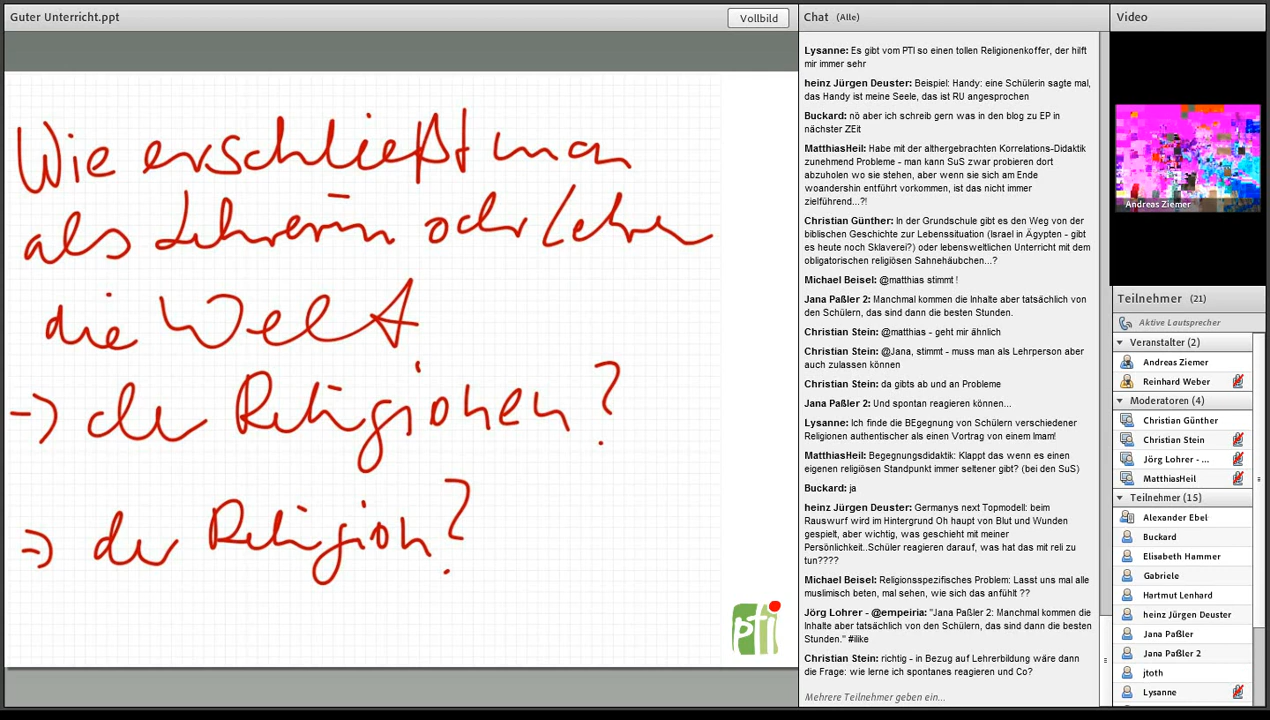 Guter Unterricht.ppt
Vollbild
Wie erschließt man
als Lehrerin oder Lehrer
die Welt
-> der Religionen?
=> der Religion?
pti
Chat (Alle)
Lysanne: Es gibt vom PTI so einen tollen Religionenkoffer, der hilft
mir immer sehr
heinz Jürgen Deuster: Beispiel: Handy: eine Schülerin sagte mal,
das Handy ist meine Seele, das ist RU angesprochen
Buckard: nö aber ich schreib gern was in den blog zu EP in
nächster ZEit
MatthiasHeil: Habe mit der althergebrachten Korrelations-Didaktik
zunehmend Probleme - man kann SuS zwar probieren dort
abzuholen wo sie stehen, aber wenn sie sich am Ende
woandershin entführt vorkommen, ist das nicht immer
zielführend...?!
Christian Günther: In der Grundschule gibt es den Weg von der
biblischen Geschichte zur Lebenssituation (Israel in Ägypten - gibt
es heute noch Sklaverei?) oder lebensweltlichen Unterricht mit dem
obligatorischen religiösen Sahnehäubchen...?
Michael Beisel: @matthias stimmt !
Jana Paßler 2: Manchmal kommen die Inhalte aber tatsächlich von
den Schülern, das sind dann die besten Stunden.
Christian Stein: @matthias - geht mir ähnlich
Christian Stein: @Jana, stimmt - muss man als Lehrperson aber
auch zulassen können
Christian Stein: da gibts ab und an Probleme
Jana Paßler 2: Und spontan reagieren können...
Lysanne: Ich finde die BEgegnung von Schülern verschiedener
Religionen authentischer als einen Vortrag von einem Imam!
MatthiasHeil: Begegnungsdidaktik: Klappt das wenn es einen
eigenen religiösen Standpunkt immer seltener gibt? (bei den SuS)
Buckard: ja
heinz Jürgen Deuster: Germanys next Topmodell: beim
Rauswurf wird im Hintergrund Oh haupt von Blut und Wunden
gespielt, aber wichtig, was geschieht mit meiner
Persönlichkeit..Schüler reagieren darauf, was hat das mit reli zu
tun????
Michael Beisel: Religionsspezifisches Problem: Lasst uns mal alle
muslimisch beten, mal sehen, wie sich das anfühlt ??
Jörg Lohrer - @empeiria: "Jana Paßler 2: Manchmal kommen die
Inhalte aber tatsächlich von den Schülern, das sind dann die besten
Stunden." #ilike
Christian Stein: richtig - in Bezug auf Lehrerbildung wäre dann
die Frage: wie lerne ich spontanes reagieren und Co?
Mehrere Teilnehmer geben ein...
Video
Andreas Ziemer
Teilnehmer (21)
Aktive Lautsprecher
Veranstalter (2)
Andreas Ziemer
Reinhard Weber
Moderatoren (4)
Christian Günther
Christian Stein
Jörg Lohrer - ...
MatthiasHeil
Teilnehmer (15)
Alexander Ebel
Buckard
Elisabeth Hammer
Gabriele
Hartmut Lenhard
heinz Jürgen Deuster
Jana Paßler
Jana Paßler 2
jtoth
Lysanne